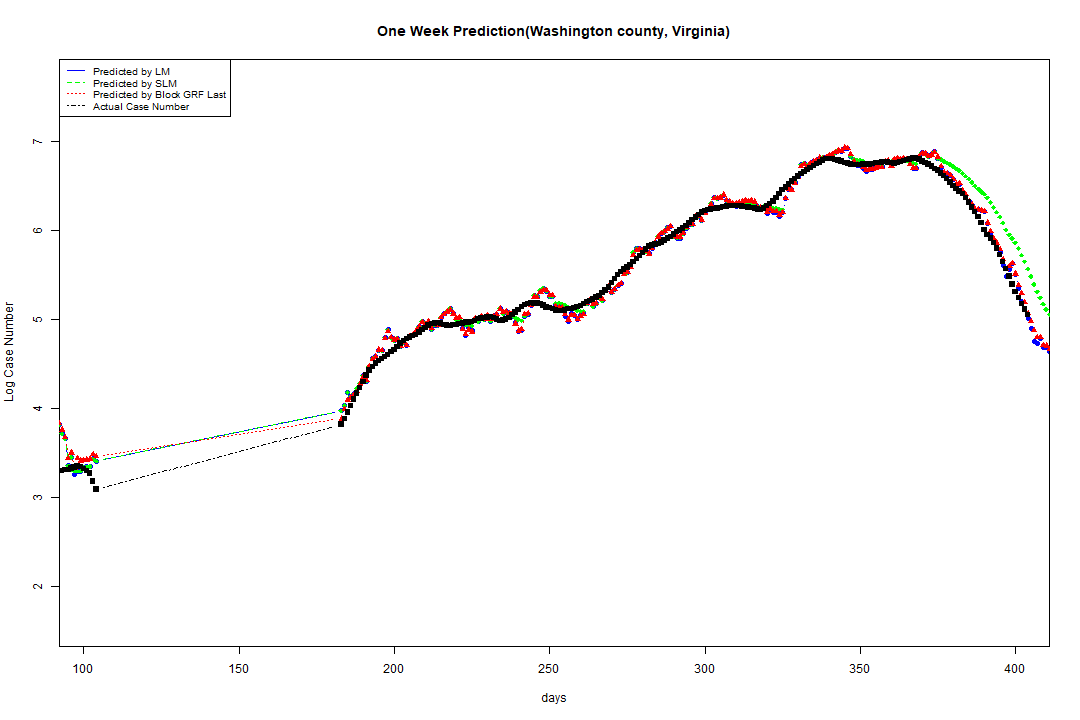 One Week Prediction(Washington county, Virginia)
Predicted by LM
Predicted by SLM
Predicted by Block GRF Last
Actual Case Number
7
6
5
4
3
2
Log Case Number
100 150 200 250 300 350 400
days